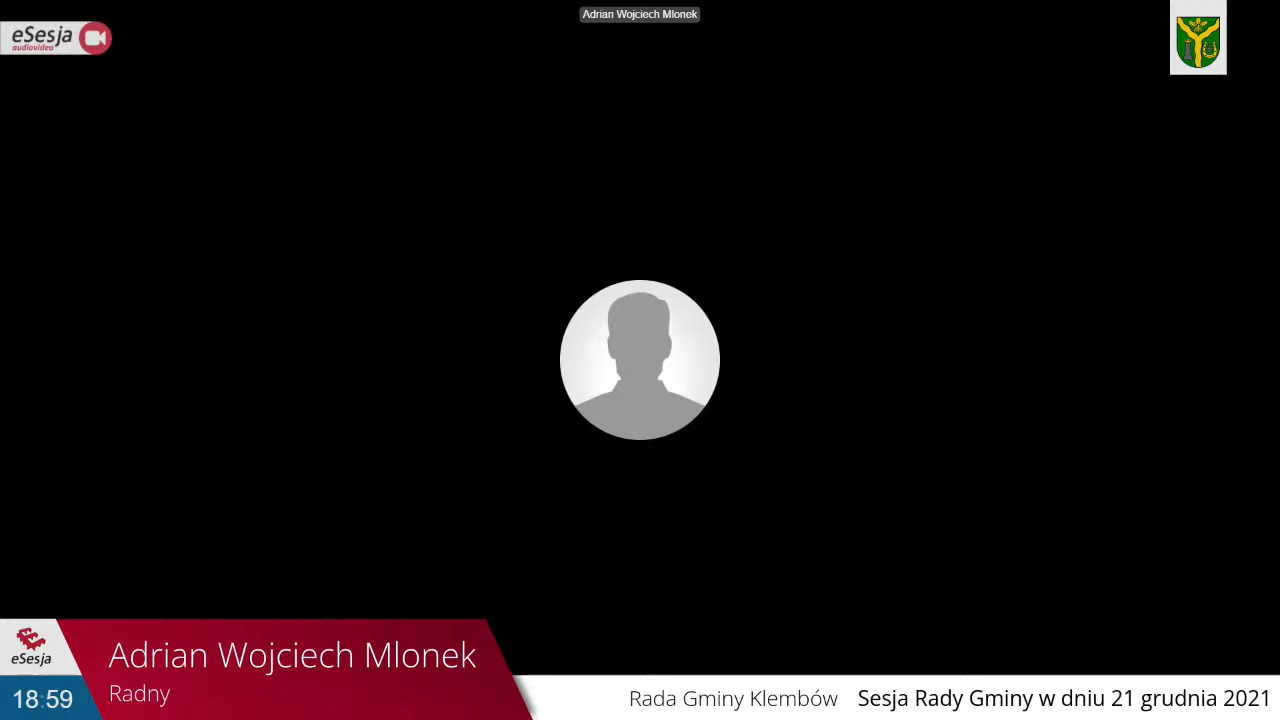 Adrian Wojciech Mlonek
eSesja
audiovideo
Adrian Wojciech Mlonek
Radny
eSesja
18:59
Rada Gminy Klembów Sesja Rady Gminy w dniu 21 grudnia 2021